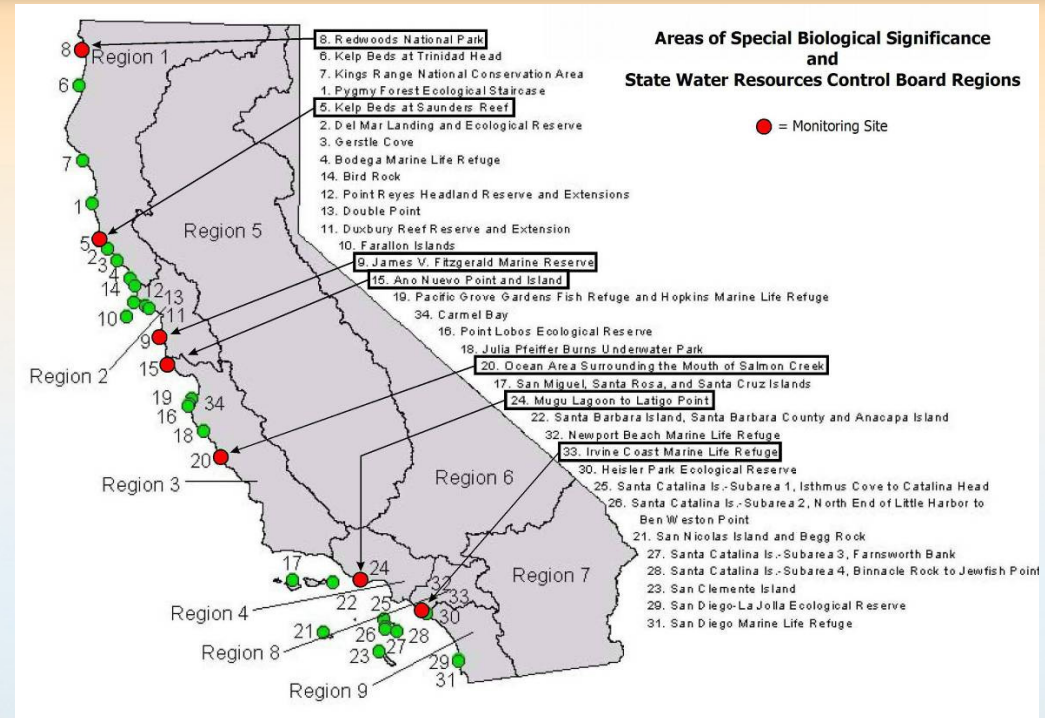 Areas of Special Biological Significance
and
State Water Resources Control Board Regions
= Monitoring Site
8. Redwoods National Park
6. Kelp Beds at Trinidad Head
7. Kings Range National Conservation Area
1. Pygmy Forest Ecological Staircase
5. Kelp Beds at Saunders Reef
2. Del Mar Landing and Ecological Reserve
3. Gerstle Cove
4. Bodega Marine Life Refuge
14. Bird Rock
12. Point Reyes Headland Reserve and Extensions
13. Double Point
11. Duxbury Reef Reserve and Extension
10. Farallon Islands
9. James V. Fitzgerald Marine Reserve
15. Ano Nuevo Point and Island
19. Pacific Grove Gardens Fish Refuge and Hopkins Marine Life Refuge
34. Carmel Bay
16. Point Lobos Ecological Reserve
18. Julia Pfeiffer Burns Underwater Park
20. Ocean Area Surrounding the Mouth of Salmon Creek
17. San Miguel, Santa Rosa, and Santa Cruz Islands
24. Mugu Lagoon to Latigo Point
22. Santa Barbara Island, Santa Barbara County and Anacapa Island
32. Newport Beach Marine Life Refuge
33. Irvine Coast Marine Life Refuge
30. Heisler Park Ecological Reserve
25. Santa Catalina Is.-Subarea 1, Isthmus Cove to Catalina Head
26. Santa Catalina Is.-Subarea 2, North End of Little Harbor to
Ben Weston Point
21. San Nicolas Island and Begg Rock
27. Santa Catalina Is.-Subarea 3, Farnsworth Bank
28. Santa Catalina Is.-Subarea 4, Binnacle Rock to Jewfish Point
23. San Clemente Island
29. San Diego-La Jolla Ecological Reserve
31. San Diego Marine Life Refuge
8
Region 1
6
7
1
5
2
3
4
14
12
13
11
10
9
15
Region 5
Region 2
19
34
16
18
20
Region 3
Region 6
17
24
22
32
33
30
Region 7
Region 4
25
21
26
27
28
Region 8
23
29
31
Region 9